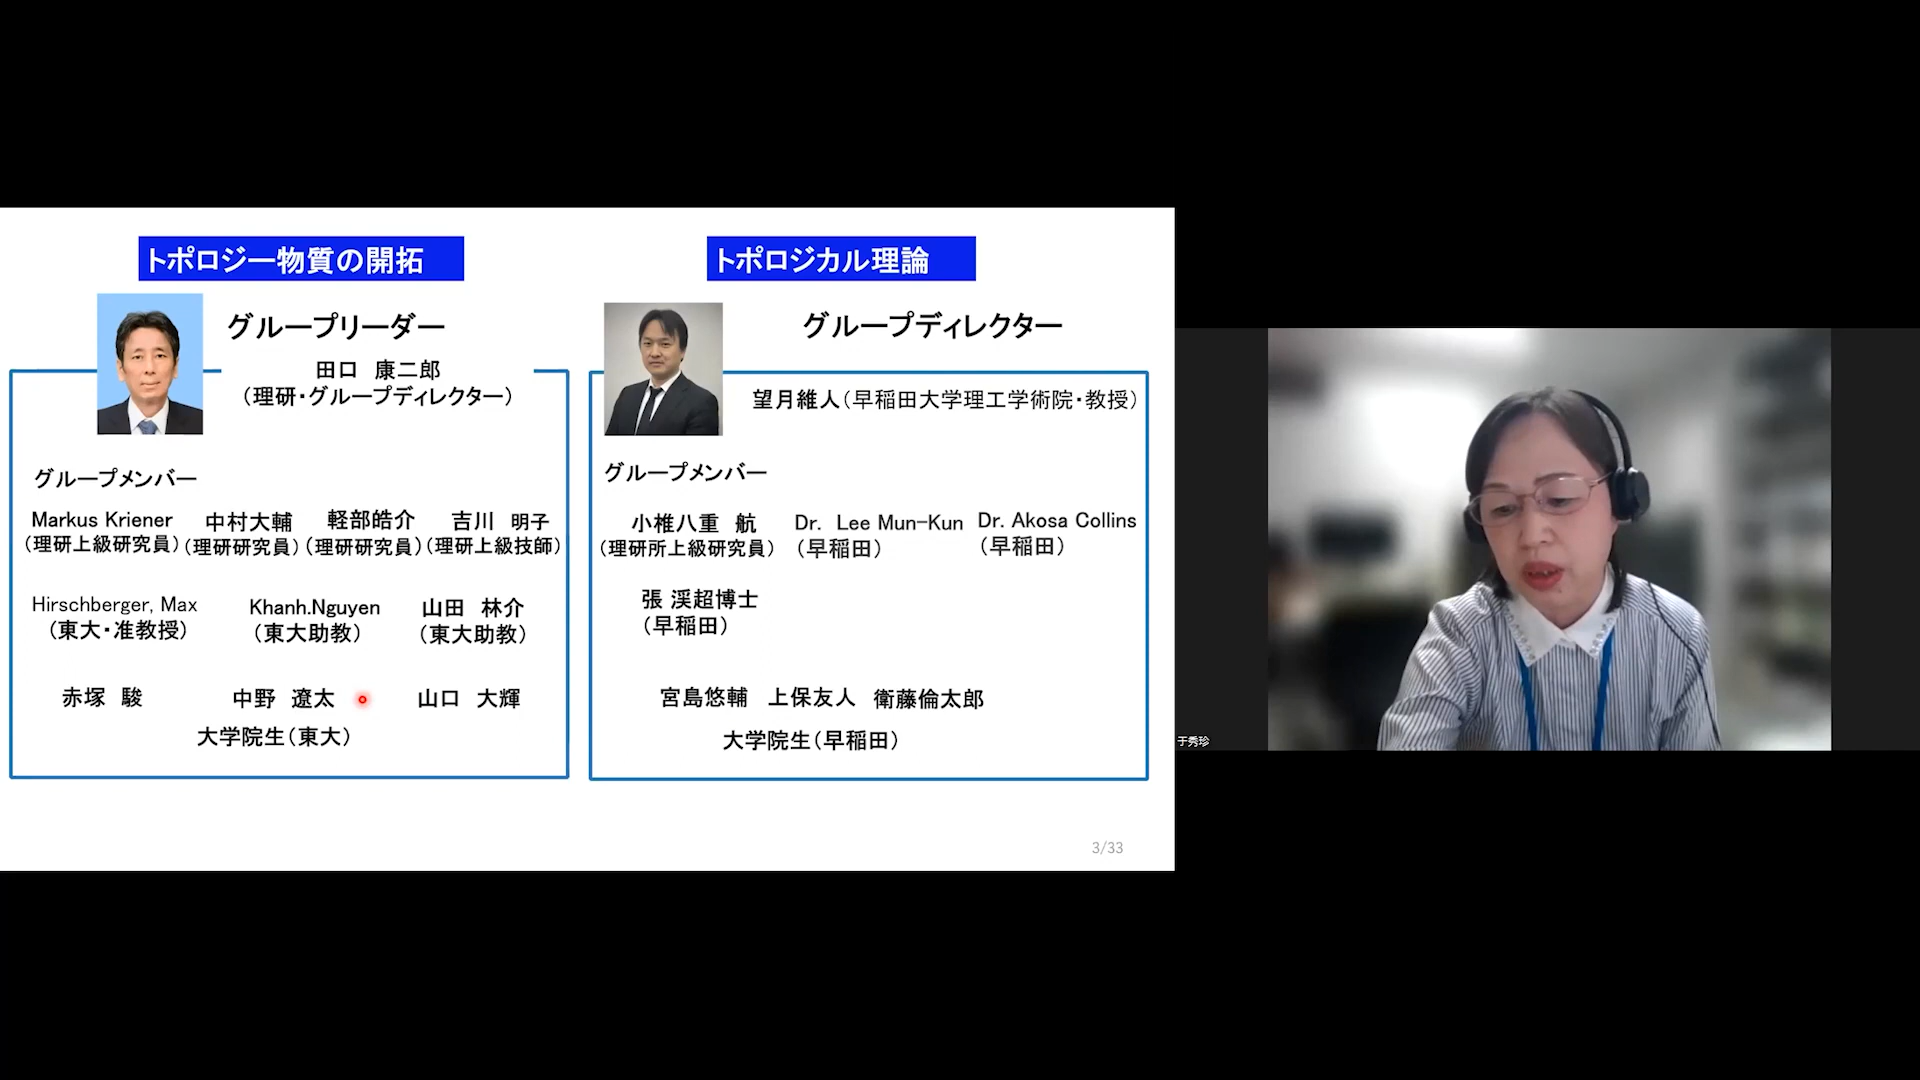 トポロジー物質の開拓
グループリーダー
田口 康二郎
（理研・グループディレクター）
グループメンバー
Markus Kriener 中村大輔 軽部皓介 吉川 明子
（理研上級研究員）（理研研究員）（理研研究員）（理研上級技師）
Hirschberger, Max Khanh.Nguyen 山田 林介
（東大・准教授） （東大助教） （東大助教）
赤塚 駿 中野 遼太 山口 大輝
大学院生（東大）
トポロジカル理論
グループディレクター
望月維人（早稲田大学理工学術院・教授）
グループメンバー
小椎八重 航 Dr. Lee Mun-Kun Dr. Akosa Collins
（理研所上級研究員） （早稲田） （早稲田）
張 渓超博士
（早稲田）
宮島悠輔 上保友人 衛藤倫太郎
大学院生（早稲田）
3/33
于秀珍